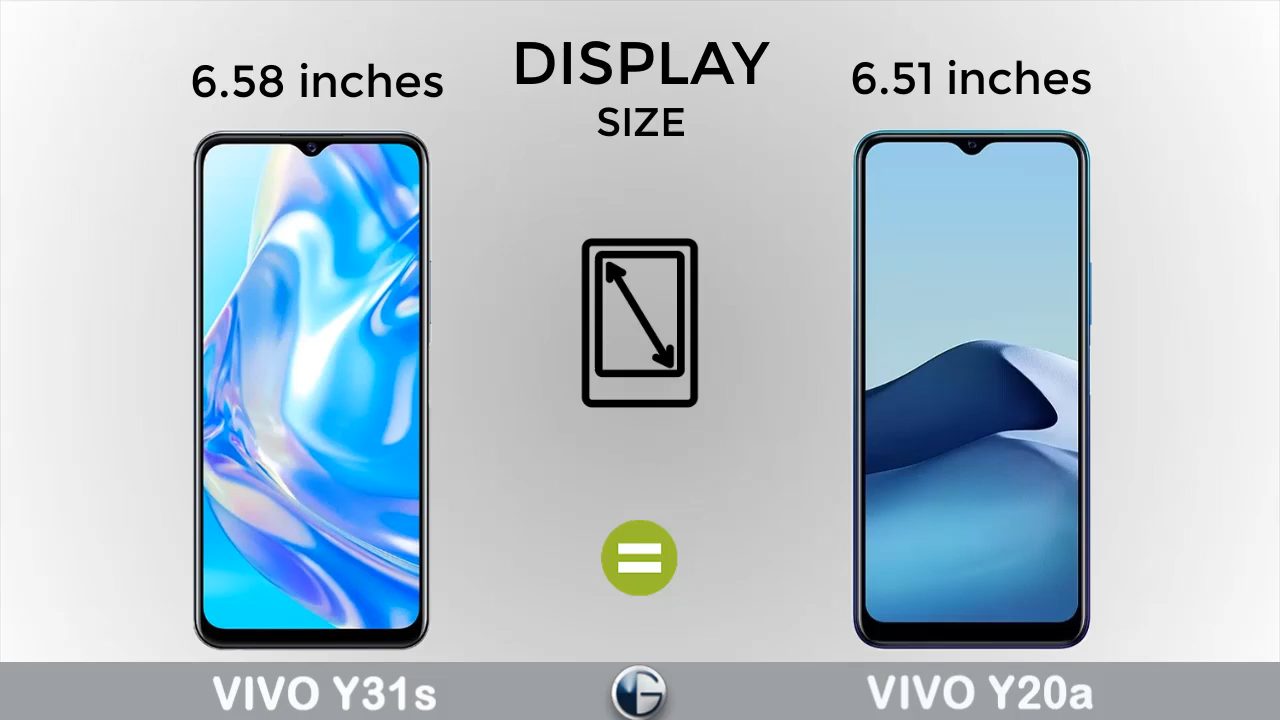 DISPLAY
SIZE
6.58 inches
6.51 inches
VIVO Y31s
VIVO Y20a